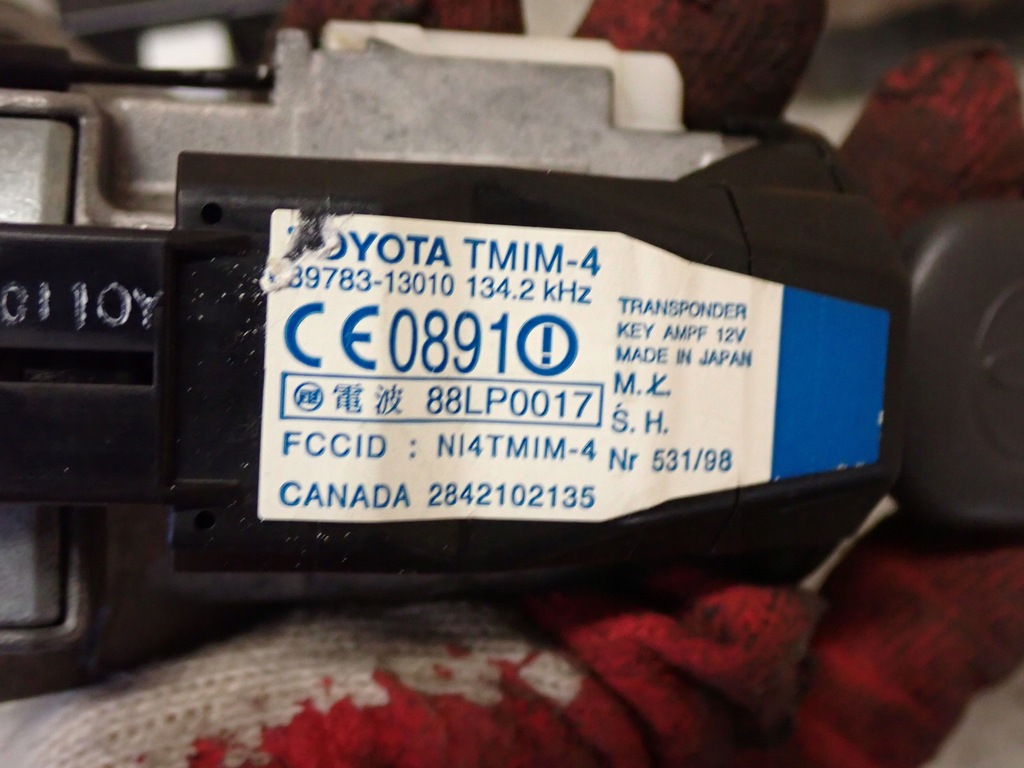 TOYOTA TMIM-4
89783-13010 134.2 kHz
CE0891
電波 88LP0017
FCCID : NI4TMIM-4
CANADA 2842102135
TRANSPONDER
KEY AMPF 12V
MADE IN JAPAN
M.Ł.
Ś. H.
Nr 531/98
0110Y